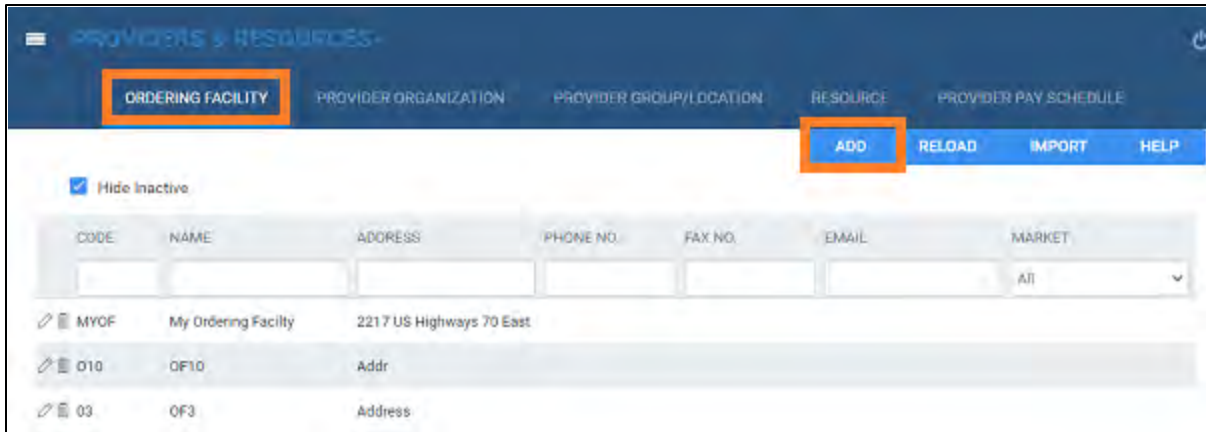 PROVIDERS & RESOURCES
ORDERING FACILITY PROVIDER ORGANIZATION PROVIDER GROUP/LOCATION RESOURCE PROVIDER PAY SCHEDULE
ADD RELOAD IMPORT HELP
Hide Inactive
CODE NAME ADDRESS PHONE NO. FAX NO. EMAIL MARKET
All
MYOF My Ordering Facilty 2217 US Highways 70 East
O10 OF10 Addr
03 OF3 Address